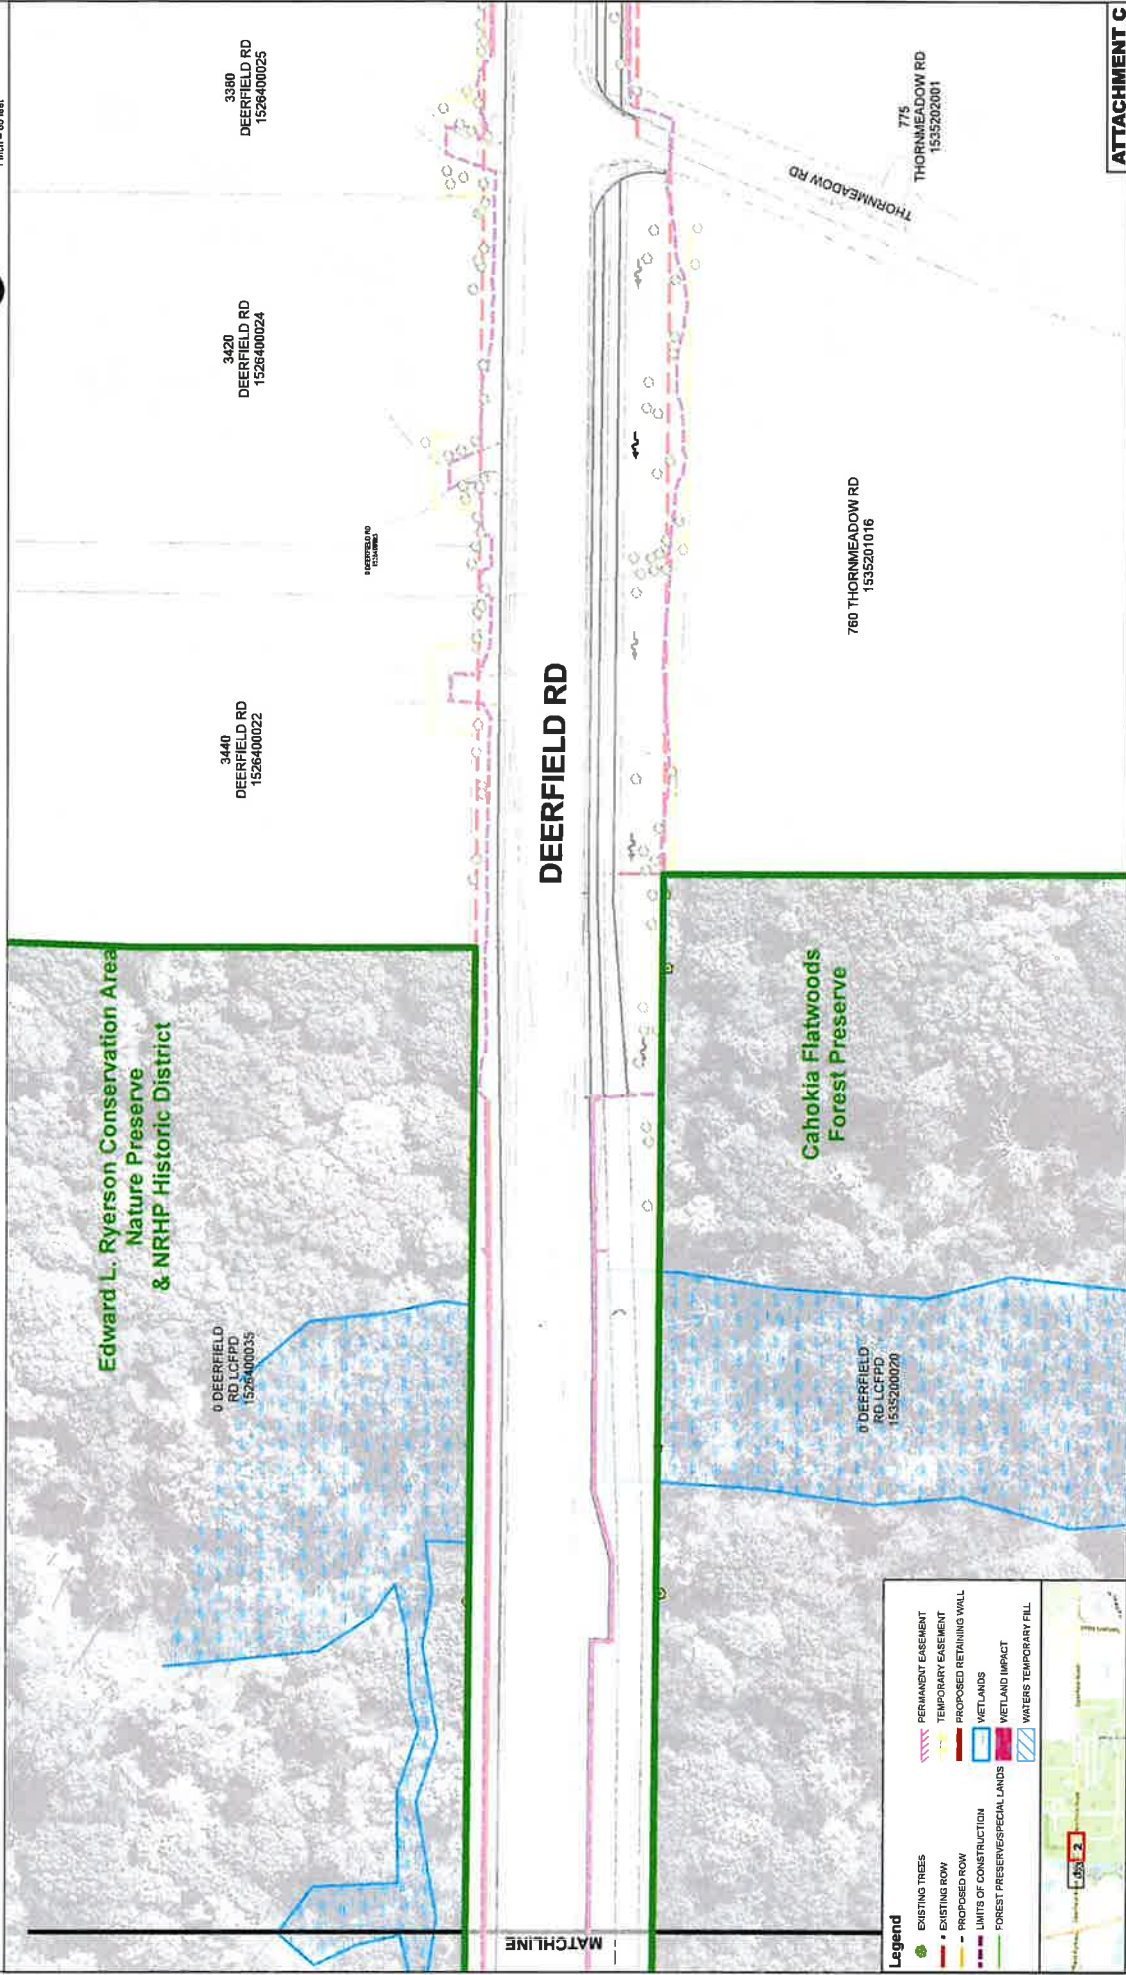 3380
DEERFIELD RD
1526400025
3420
DEERFIELD RD
1526400024
3440
DEERFIELD RD
1526400022
Edward L. Ryerson Conservation Area
Nature Preserve
& NRHP Historic District
0 DEERFIELD
RD LCFPD
1526400035
DEERFIELD RD
MATCHLINE
THORNMEADOW RD
775
THORNMEADOW RD
1535202001
760 THORNMEADOW RD
1535201016
Cahokia Flatwoods
Forest Preserve
0 DEERFIELD
RD LCFPD
1535200020
Legend
EXISTING TREES
EXISTING ROW
PROPOSED ROW
LIMITS OF CONSTRUCTION
FOREST PRESERVE/SPECIAL LANDS
PERMANENT EASEMENT
TEMPORARY EASEMENT
PROPOSED RETAINING WALL
WETLANDS
WETLAND IMPACT
WATERS TEMPORARY FILL
2
ATTACHMENT C